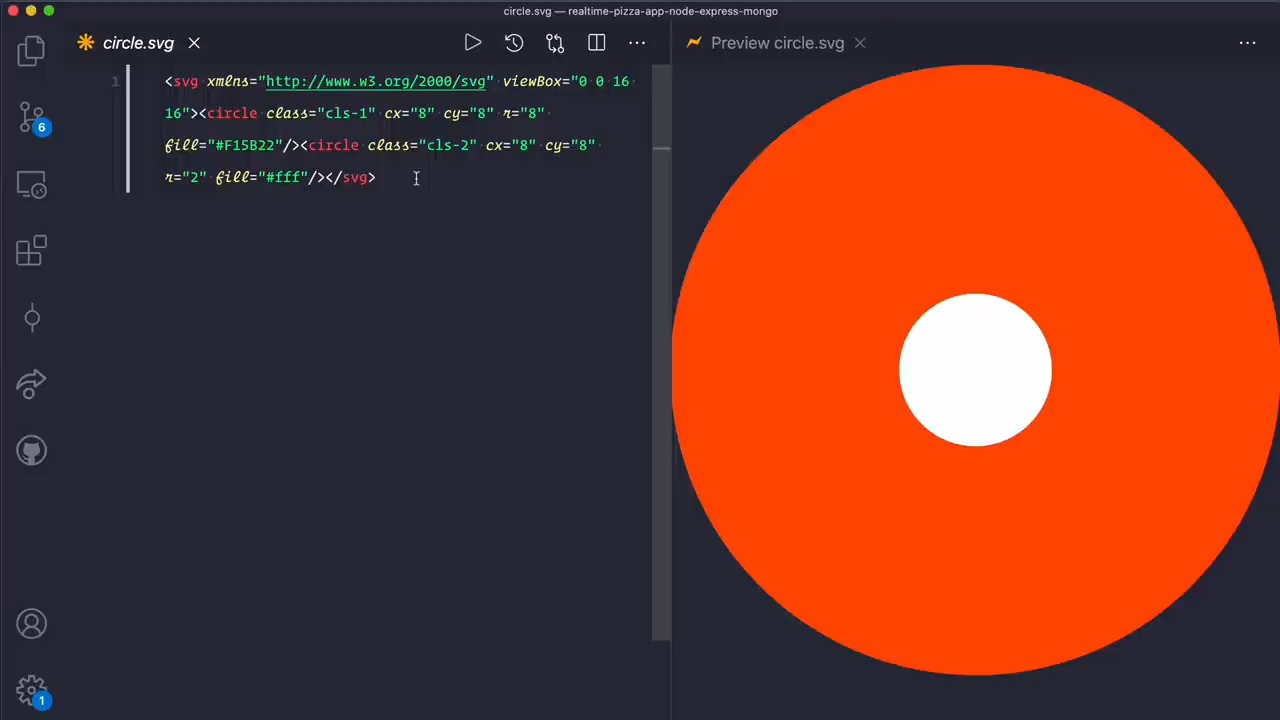 circle.svg — realtime-pizza-app-node-express-mongo
circle.svg
Preview circle.svg
1
<svg xmlns="http://www.w3.org/2000/svg" viewBox="0 0 16
16"><circle class="cls-1" cx="8" cy="8" r="8"
fill="#F15B22"/><circle class="cls-2" cx="8" cy="8"
r="2" fill="#fff"/></svg>
6
1